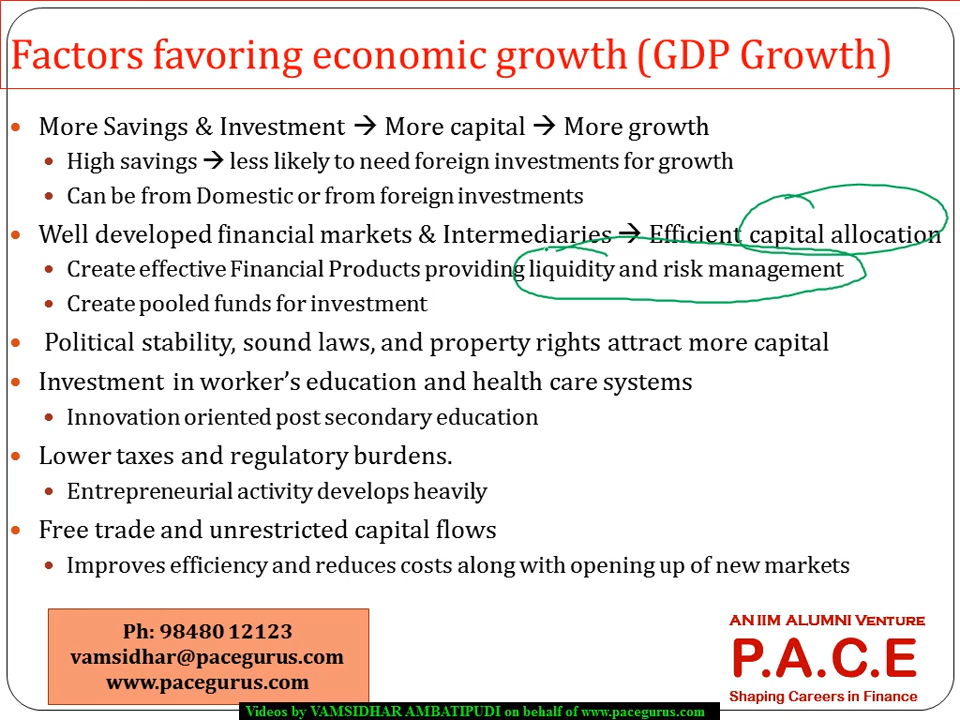 Factors favoring economic growth (GDP Growth)
• More Savings & Investment → More capital → More growth
• High savings → less likely to need foreign investments for growth
• Can be from Domestic or from foreign investments
• Well developed financial markets & Intermediaries → Efficient capital allocation
• Create effective Financial Products providing liquidity and risk management
• Create pooled funds for investment
• Political stability, sound laws, and property rights attract more capital
• Investment in worker’s education and health care systems
• Innovation oriented post secondary education
• Lower taxes and regulatory burdens.
• Entrepreneurial activity develops heavily
• Free trade and unrestricted capital flows
• Improves efficiency and reduces costs along with opening up of new markets
Ph: 98480 12123
vamsidhar@pacegurus.com
www.pacegurus.com
AN IIM ALUMNI VENTURE
P.A.C.E
Shaping Careers in Finance
Videos by VAMSIDHAR AMBATIPUDI on behalf of www.pacegurus.com